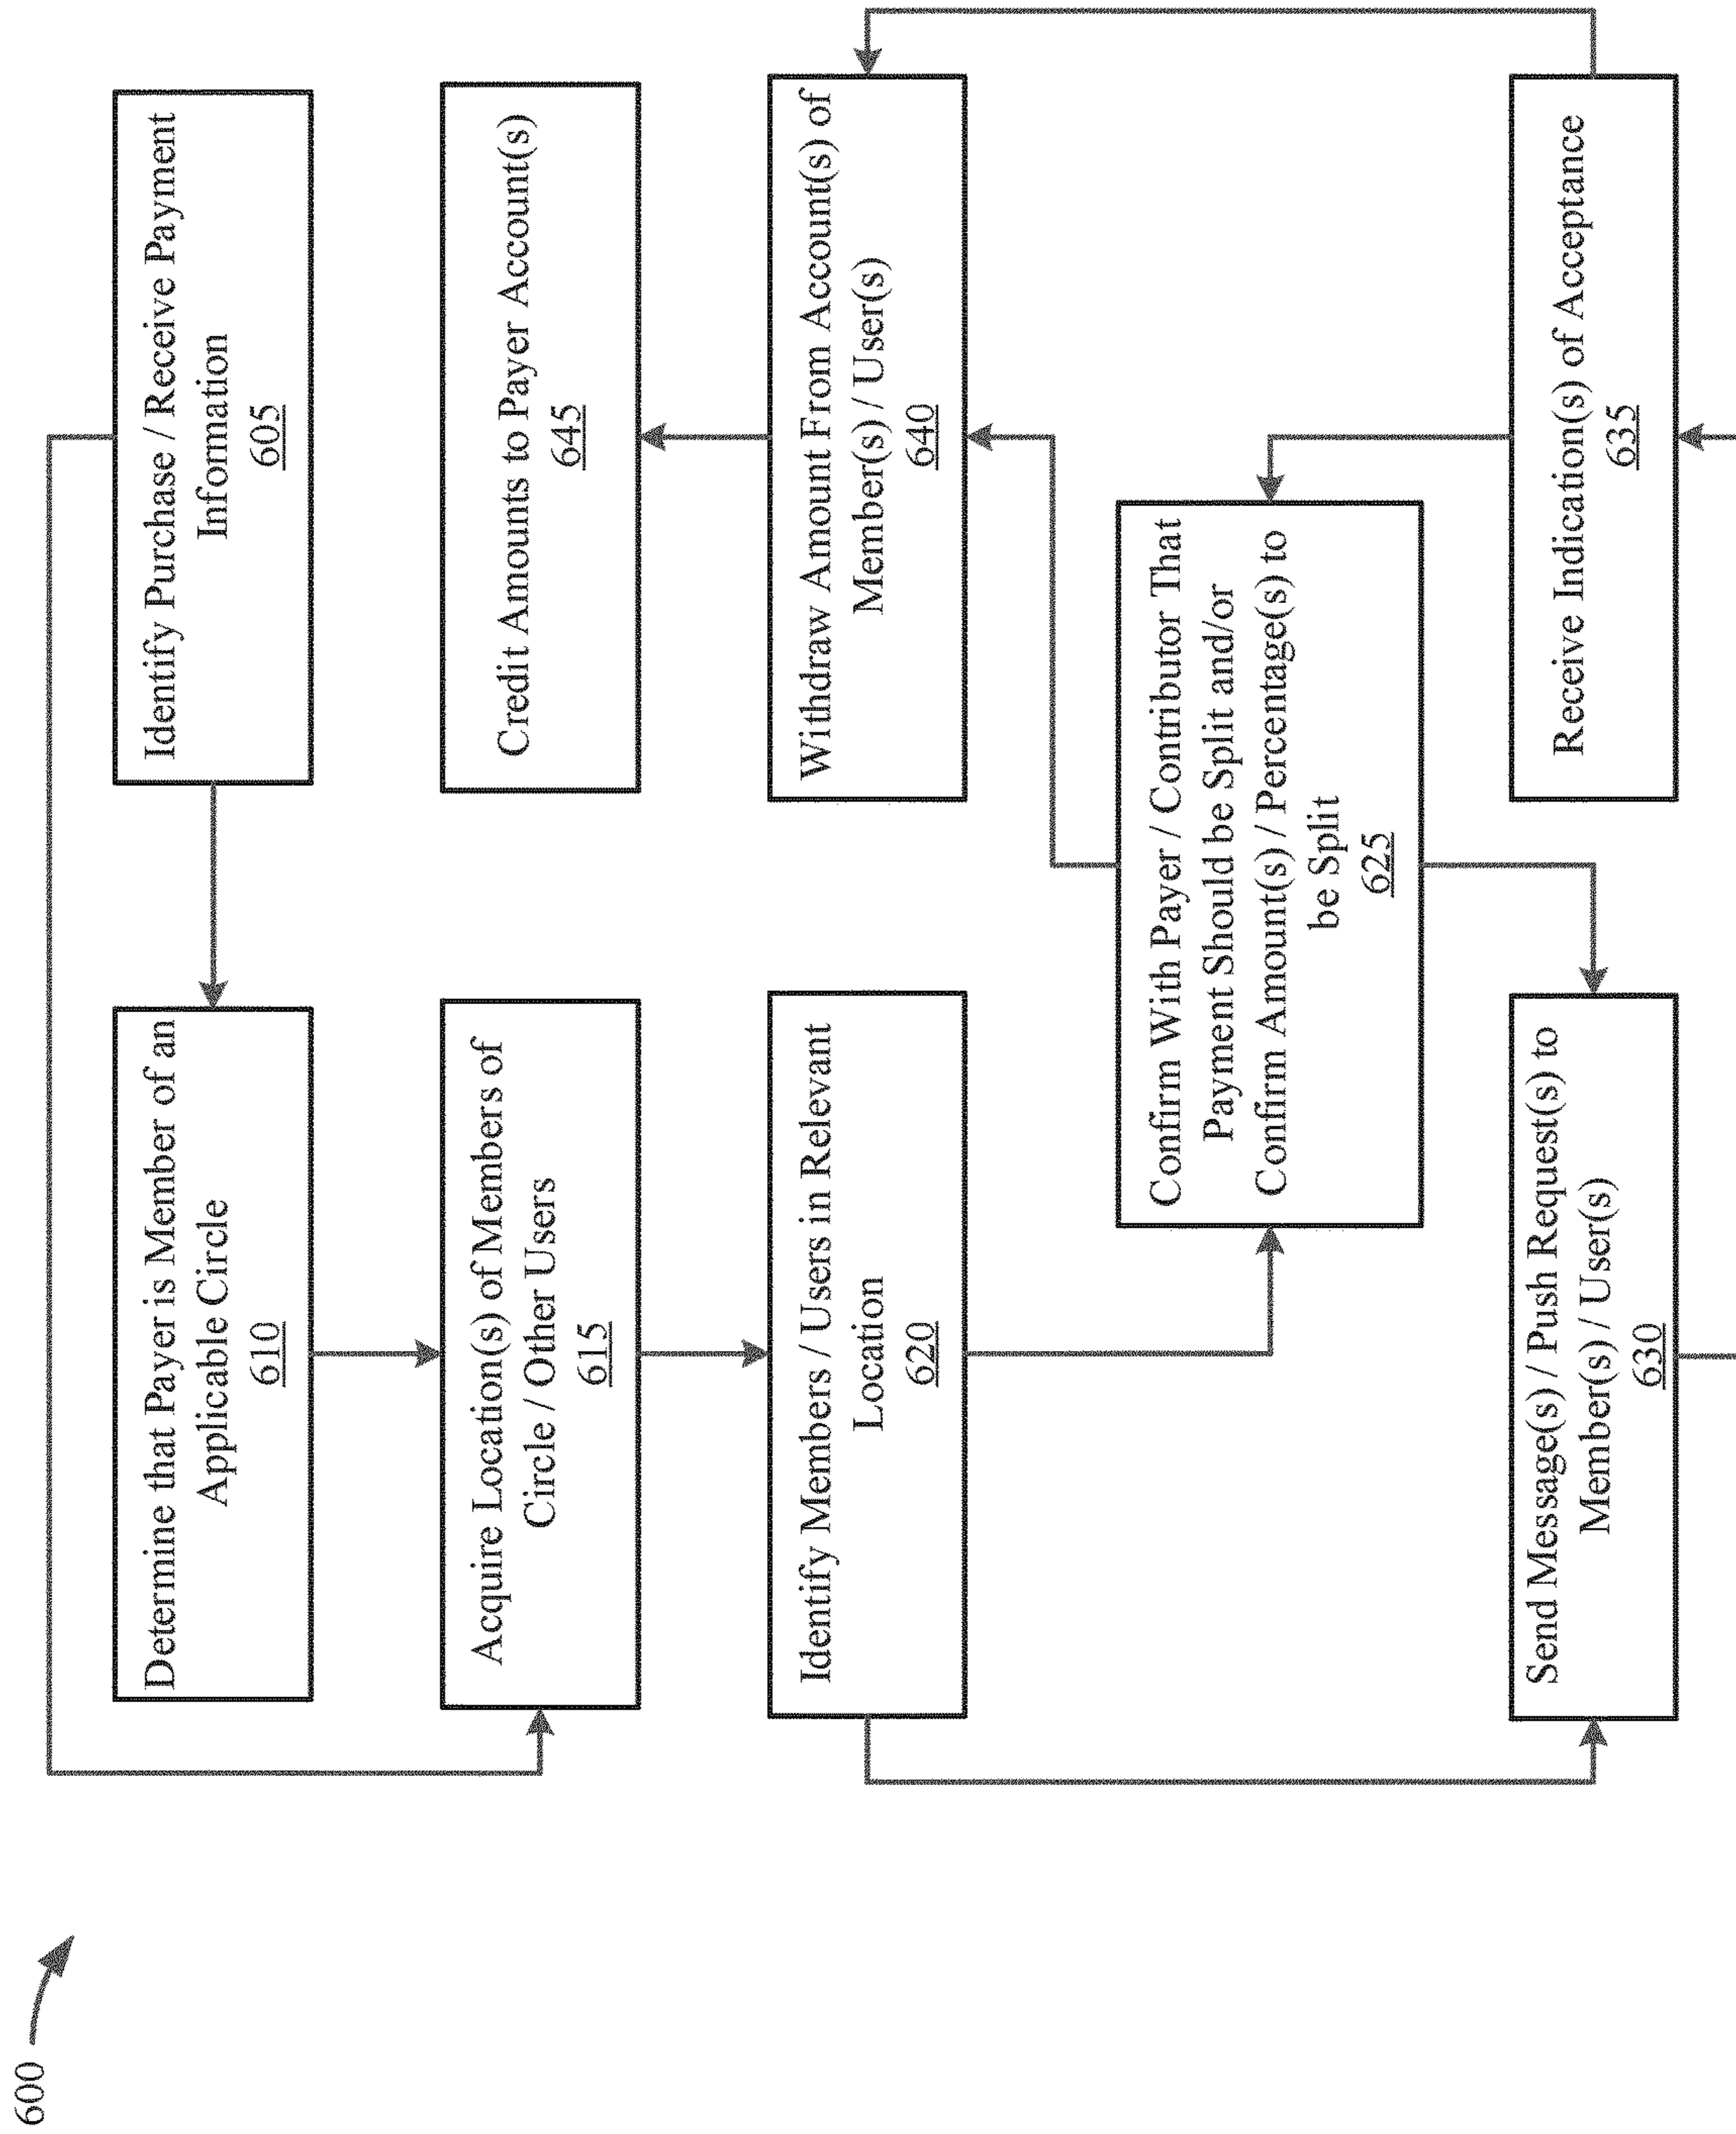 600
Identify Purchase / Receive Payment
Information
605
Determine that Payer is Member of an
Applicable Circle
610
Acquire Location(s) of Members of
Circle / Other Users
615
Identify Members / Users in Relevant
Location
620
Confirm With Payer / Contributor That
Payment Should be Split and/or
Confirm Amount(s) / Percentage(s) to
be Split
625
Send Message(s) / Push Request(s) to
Member(s) / User(s)
630
Receive Indication(s) of Acceptance
635
Withdraw Amount From Account(s) of
Member(s) / User(s)
640
Credit Amounts to Payer Account(s)
645